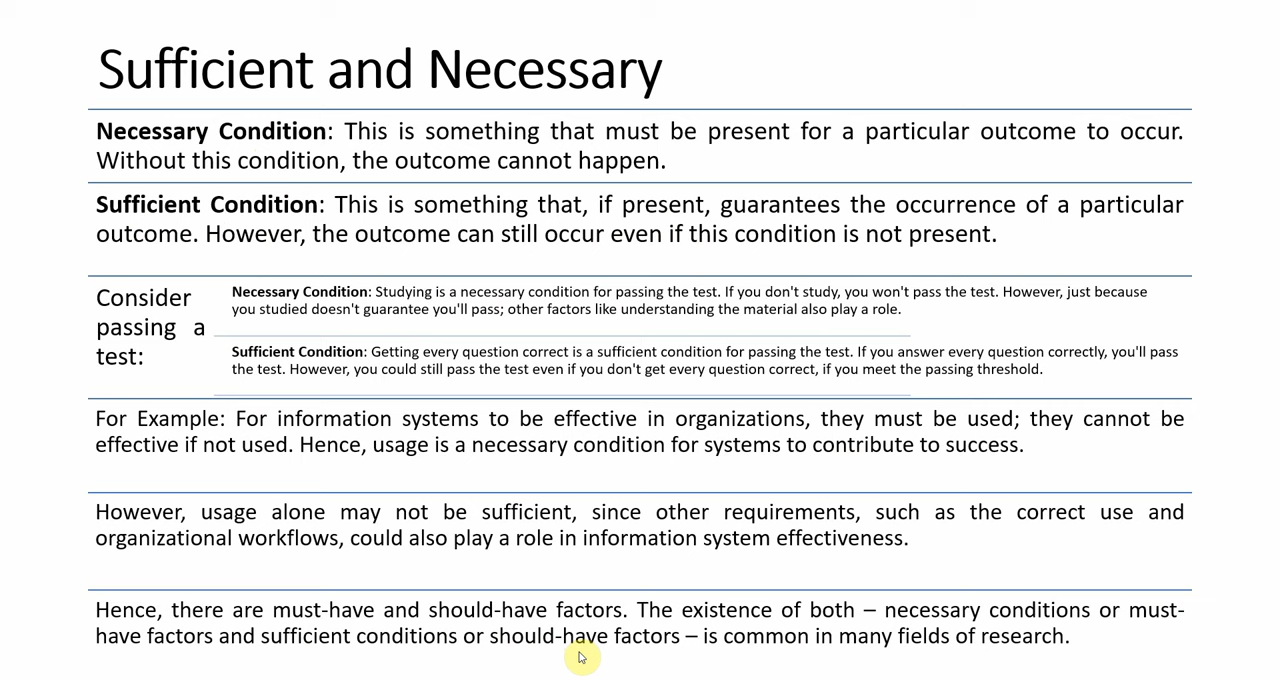 Sufficient and Necessary
Necessary Condition: This is something that must be present for a particular outcome to occur.
Without this condition, the outcome cannot happen.
Sufficient Condition: This is something that, if present, guarantees the occurrence of a particular
outcome. However, the outcome can still occur even if this condition is not present.
Consider
passing a
test:
Necessary Condition: Studying is a necessary condition for passing the test. If you don't study, you won't pass the test. However, just because
you studied doesn't guarantee you'll pass; other factors like understanding the material also play a role.
Sufficient Condition: Getting every question correct is a sufficient condition for passing the test. If you answer every question correctly, you'll pass
the test. However, you could still pass the test even if you don't get every question correct, if you meet the passing threshold.
For Example: For information systems to be effective in organizations, they must be used; they cannot be
effective if not used. Hence, usage is a necessary condition for systems to contribute to success.
However, usage alone may not be sufficient, since other requirements, such as the correct use and
organizational workflows, could also play a role in information system effectiveness.
Hence, there are must-have and should-have factors. The existence of both – necessary conditions or must-
have factors and sufficient conditions or should-have factors – is common in many fields of research.